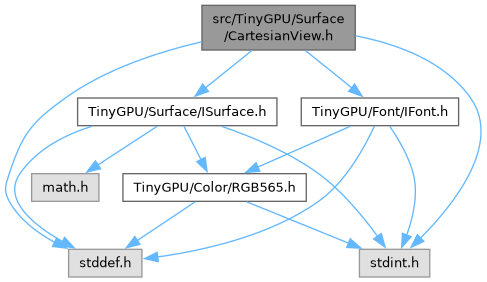 src/TinyGPU/Surface
/CartesianView.h
TinyGPU/Surface/ISurface.h
TinyGPU/Font/IFont.h
math.h
TinyGPU/Color/RGB565.h
stddef.h
stdint.h